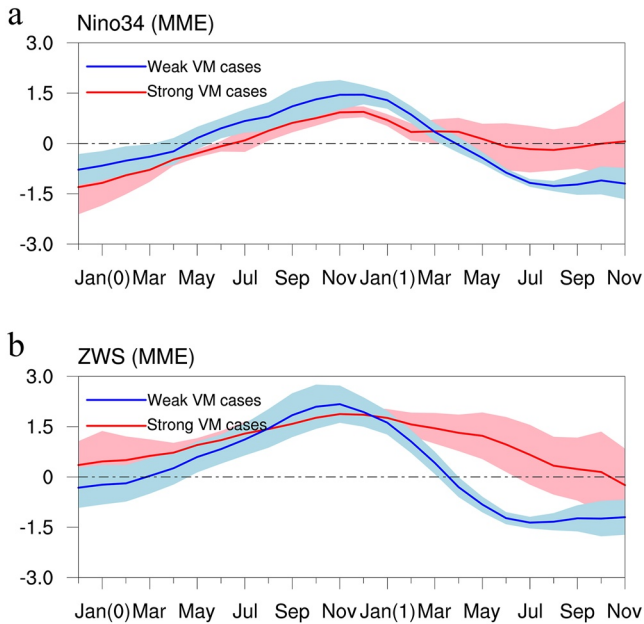 a
Nino34 (MME)
3.0
Weak VM cases
1.5
Strong VM cases
0
-1.5
-3.0
Jan(0) Mar May Jul Sep Nov Jan(1) Mar May Jul Sep Nov
b
ZWS (MME)
3.0
Weak VM cases
1.5
Strong VM cases
0
-1.5
-3.0
Jan(0) Mar May Jul Sep Nov Jan(1) Mar May Jul Sep Nov